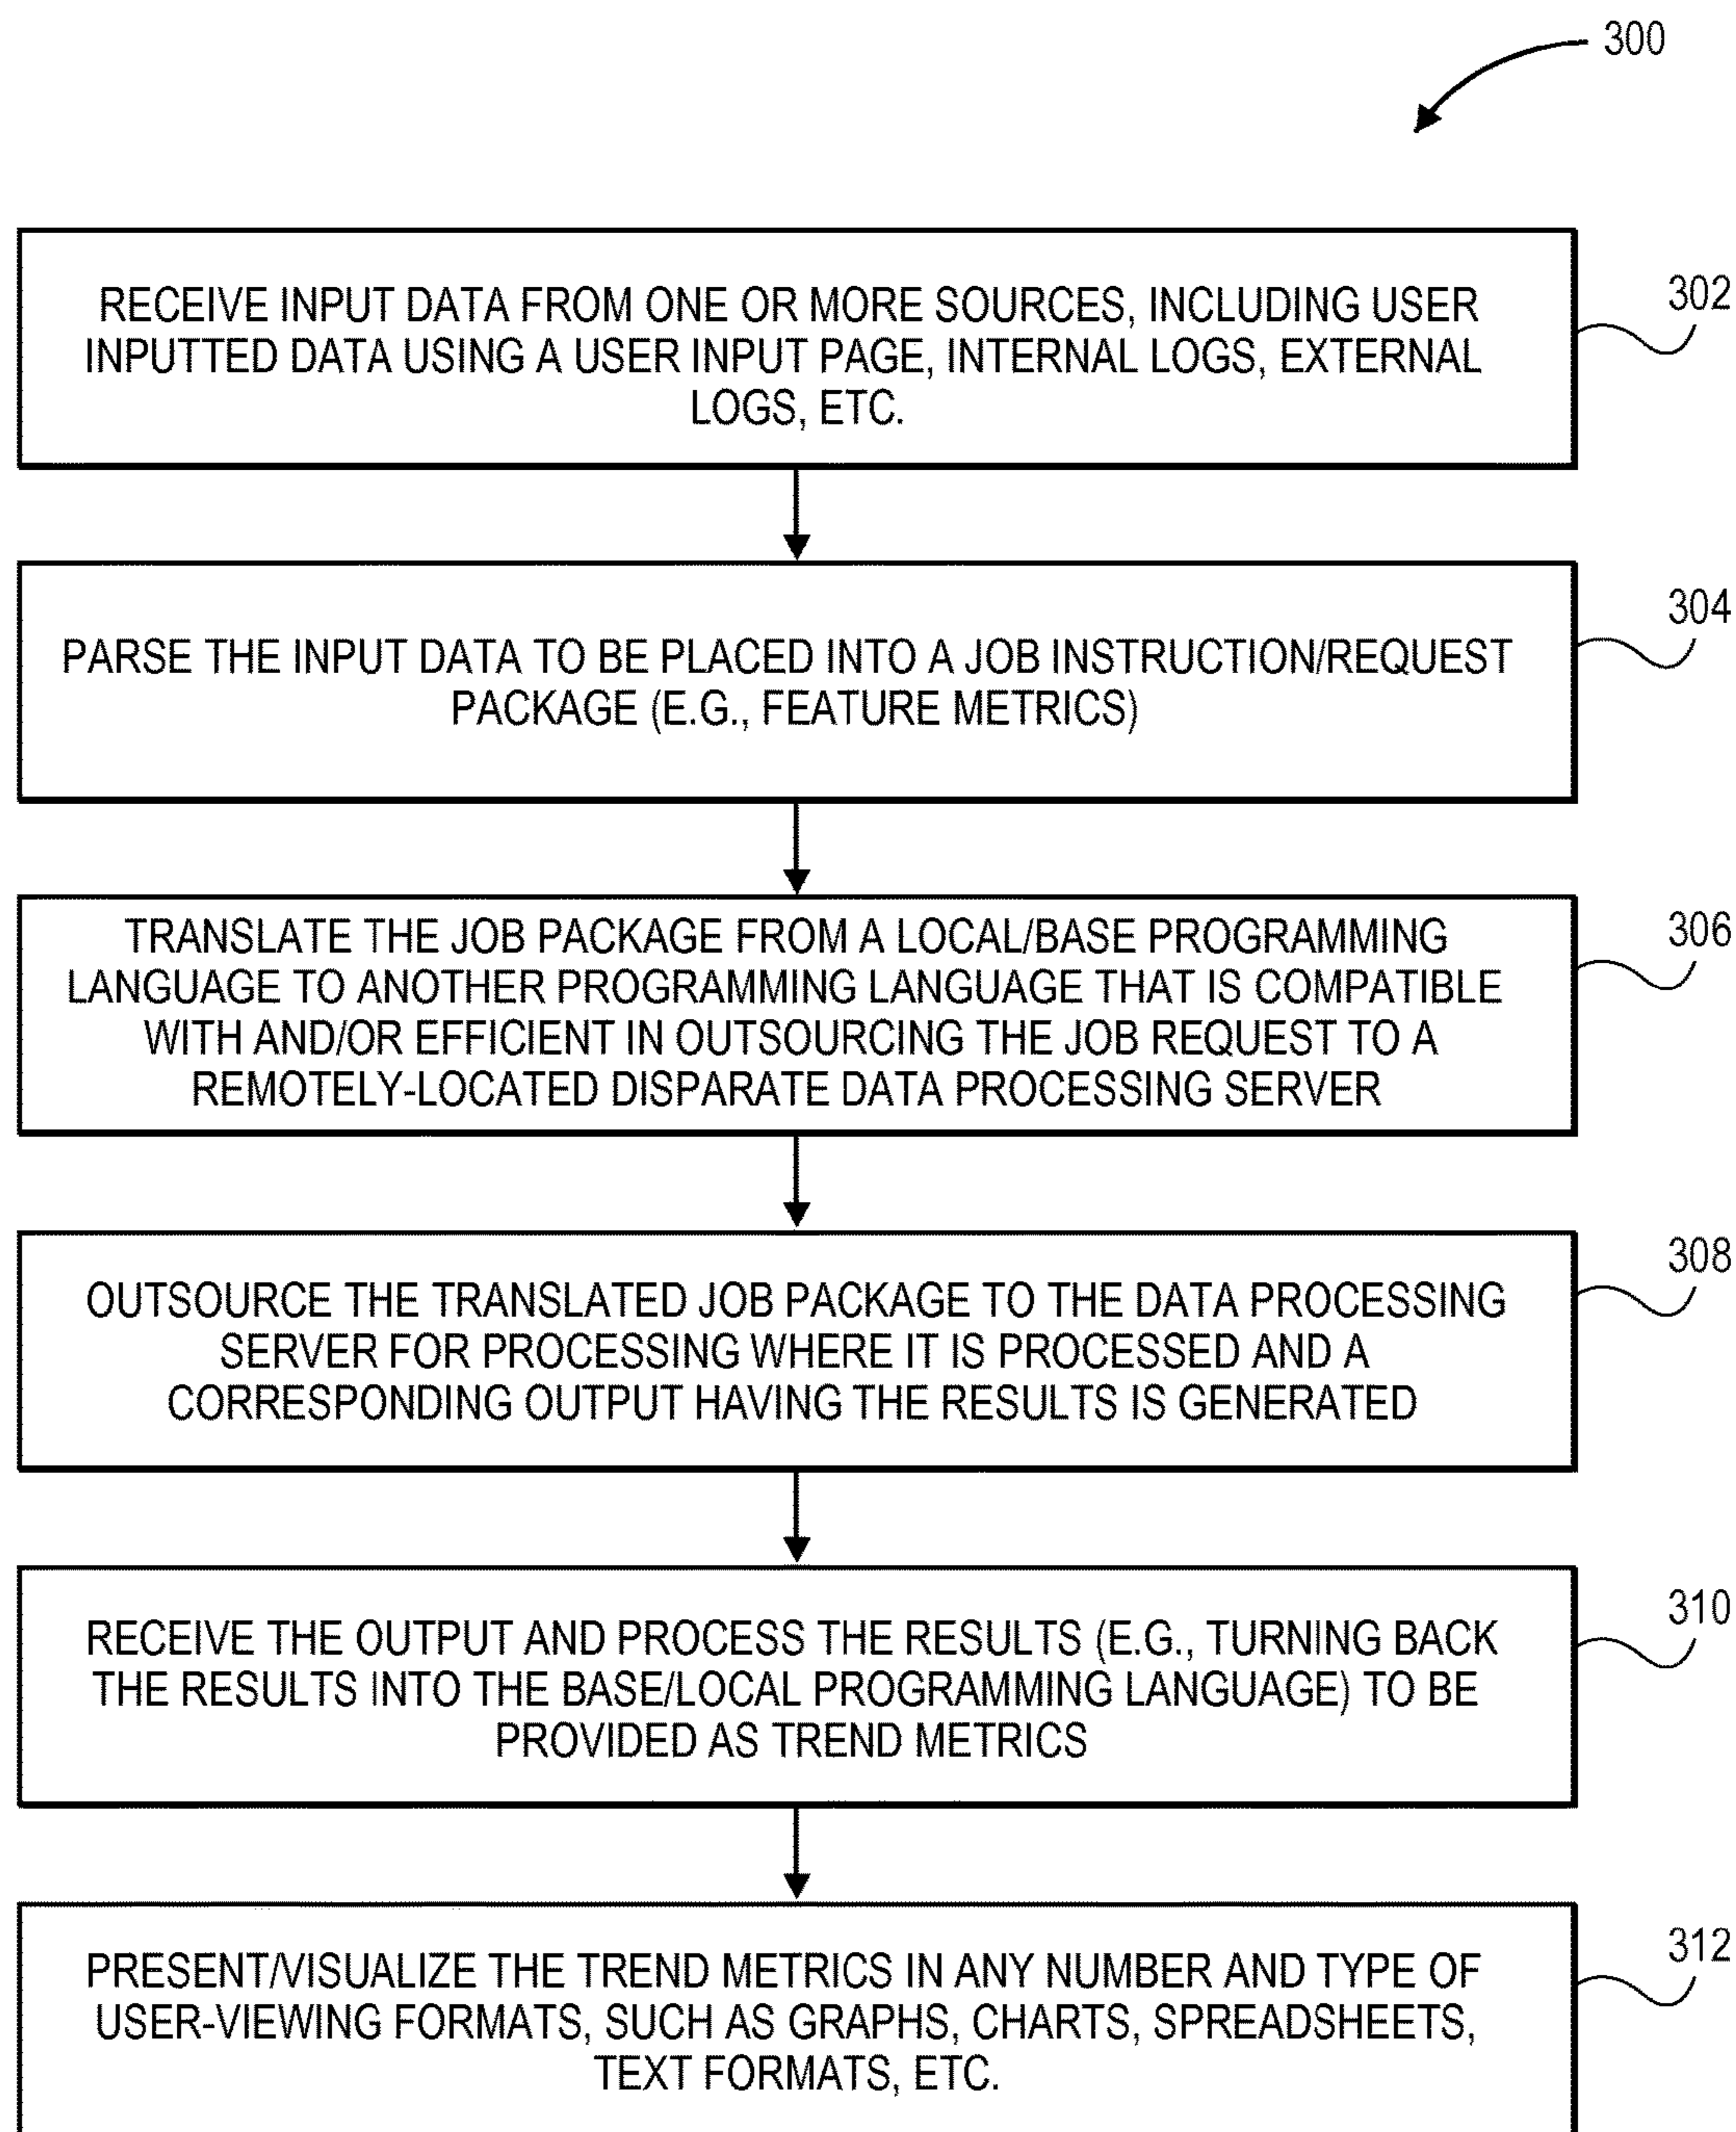 300
RECEIVE INPUT DATA FROM ONE OR MORE SOURCES, INCLUDING USER
INPUTTED DATA USING A USER INPUT PAGE, INTERNAL LOGS, EXTERNAL
LOGS, ETC.
302
PARSE THE INPUT DATA TO BE PLACED INTO A JOB INSTRUCTION/REQUEST
PACKAGE (E.G., FEATURE METRICS)
304
TRANSLATE THE JOB PACKAGE FROM A LOCAL/BASE PROGRAMMING
LANGUAGE TO ANOTHER PROGRAMMING LANGUAGE THAT IS COMPATIBLE
WITH AND/OR EFFICIENT IN OUTSOURCING THE JOB REQUEST TO A
REMOTELY-LOCATED DISPARATE DATA PROCESSING SERVER
306
OUTSOURCE THE TRANSLATED JOB PACKAGE TO THE DATA PROCESSING
SERVER FOR PROCESSING WHERE IT IS PROCESSED AND A
CORRESPONDING OUTPUT HAVING THE RESULTS IS GENERATED
308
RECEIVE THE OUTPUT AND PROCESS THE RESULTS (E.G., TURNING BACK
THE RESULTS INTO THE BASE/LOCAL PROGRAMMING LANGUAGE) TO BE
PROVIDED AS TREND METRICS
310
PRESENT/VISUALIZE THE TREND METRICS IN ANY NUMBER AND TYPE OF
USER-VIEWING FORMATS, SUCH AS GRAPHS, CHARTS, SPREADSHEETS,
TEXT FORMATS, ETC.
312